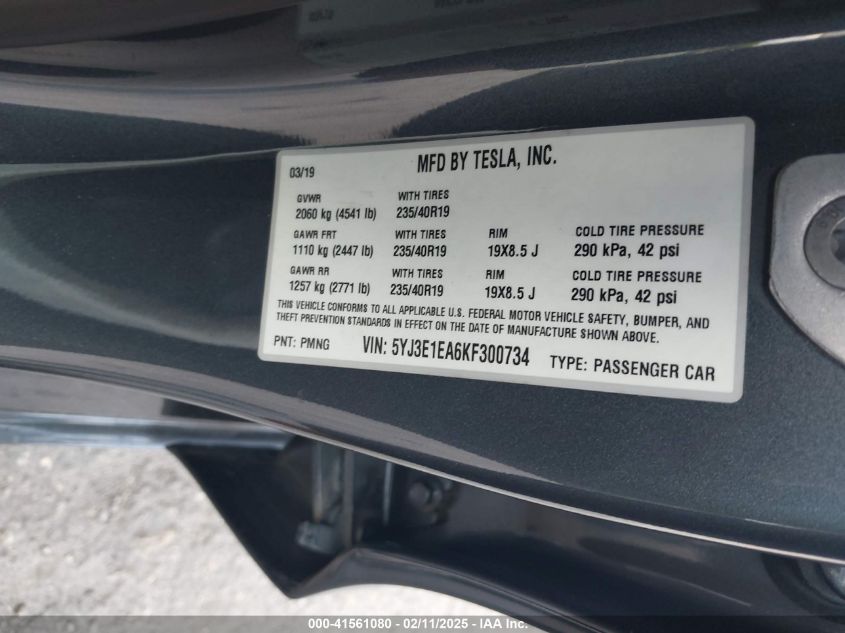 MFD BY TESLA, INC.
03/19
GVWR WITH TIRES
2060 kg (4541 lb) 235/40R19
GAWR FRT WITH TIRES RIM COLD TIRE PRESSURE
1110 kg (2447 lb) 235/40R19 19X8.5 J 290 kPa, 42 psi
GAWR RR WITH TIRES RIM COLD TIRE PRESSURE
1257 kg (2771 lb) 235/40R19 19X8.5 J 290 kPa, 42 psi
THIS VEHICLE CONFORMS TO ALL APPLICABLE U.S. FEDERAL MOTOR VEHICLE SAFETY, BUMPER, AND
THEFT PREVENTION STANDARDS IN EFFECT ON THE DATE OF MANUFACTURE SHOWN ABOVE.
PNT: PMNG VIN: 5YJ3E1EA6KF300734 TYPE: PASSENGER CAR
000-41561080 - 02/11/2025 - IAA, Inc.